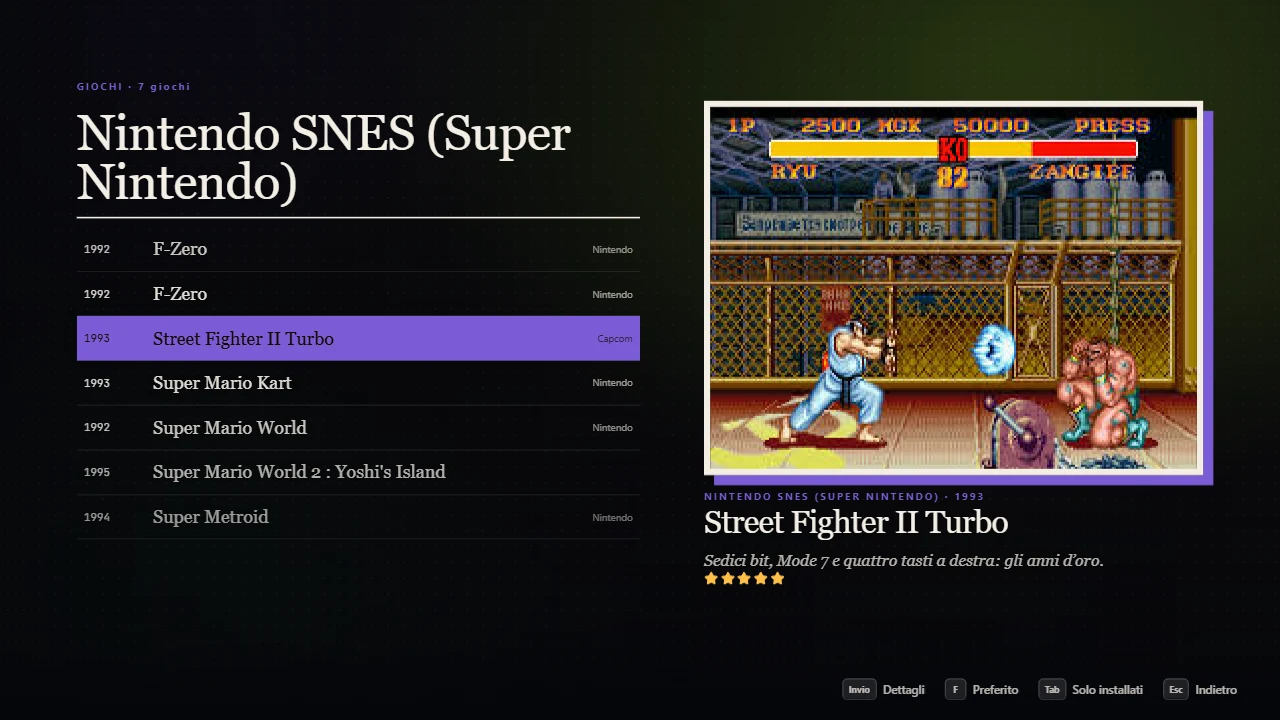 GIOCHI · 7 giochi
Nintendo SNES (Super
Nintendo)
1992 F-Zero Nintendo
1992 F-Zero Nintendo
1993 Street Fighter II Turbo Capcom
1993 Super Mario Kart Nintendo
1992 Super Mario World Nintendo
1995 Super Mario World 2 : Yoshi's Island
1994 Super Metroid Nintendo
1P 2500 MGK 50000 PRESS
KO
RYU 82 ZANGIEF
NINTENDO SNES (SUPER NINTENDO) · 1993
Street Fighter II Turbo
Sedici bit, Mode 7 e quattro tasti a destra: gli anni d'oro.
Invio Dettagli F Preferito Tab Solo installati Esc Indietro